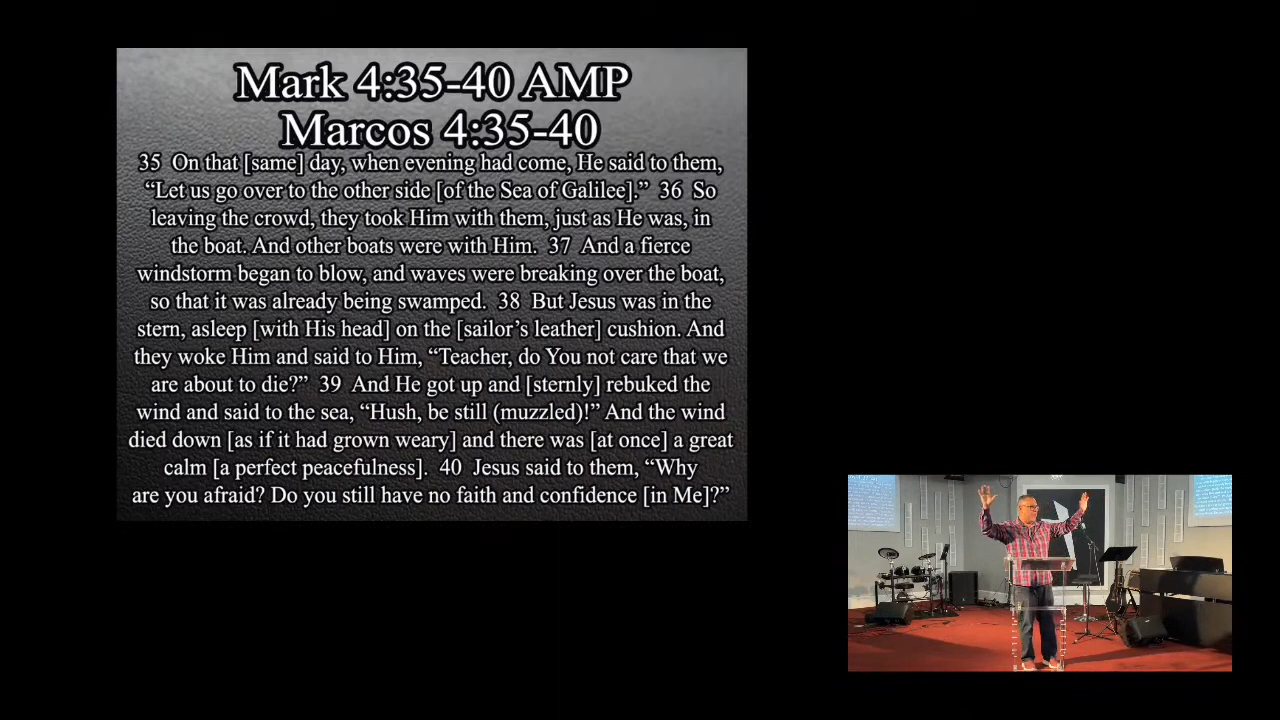 Mark 4:35-40 AMP
Marcos 4:35-40
35 On that [same] day, when evening had come, He said to them,
“Let us go over to the other side [of the Sea of Galilee].” 36 So
leaving the crowd, they took Him with them, just as He was, in
the boat. And other boats were with Him. 37 And a fierce
windstorm began to blow, and waves were breaking over the boat,
so that it was already being swamped. 38 But Jesus was in the
stern, asleep [with His head] on the [sailor’s leather] cushion. And
they woke Him and said to Him, “Teacher, do You not care that we
are about to die?” 39 And He got up and [sternly] rebuked the
wind and said to the sea, “Hush, be still (muzzled)!” And the wind
died down [as if it had grown weary] and there was [at once] a great
calm [a perfect peacefulness]. 40 Jesus said to them, “Why
are you afraid? Do you still have no faith and confidence [in Me]?”